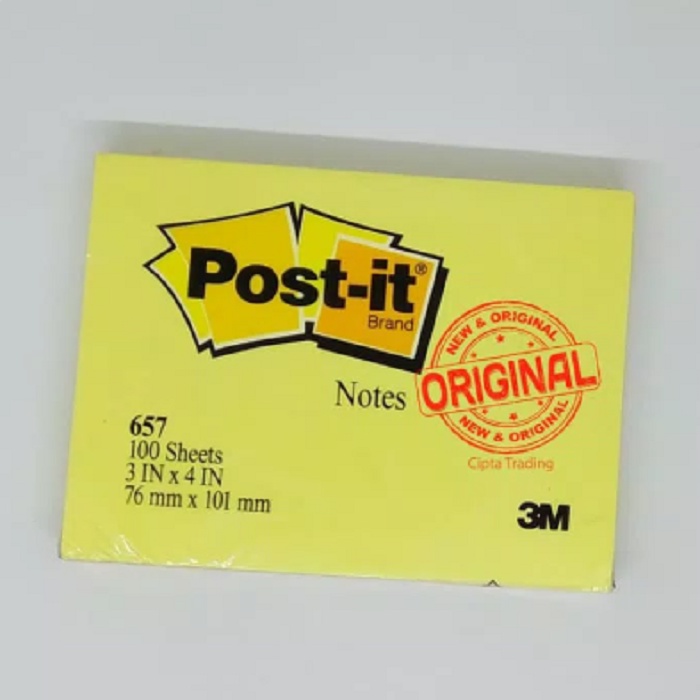 Post-it®
Brand
Notes
NEW & ORIGINAL
ORIGINAL
NEW & ORIGINAL
Cipta Trading
657
100 Sheets
3 IN x 4 IN
76 mm x 101 mm
3M